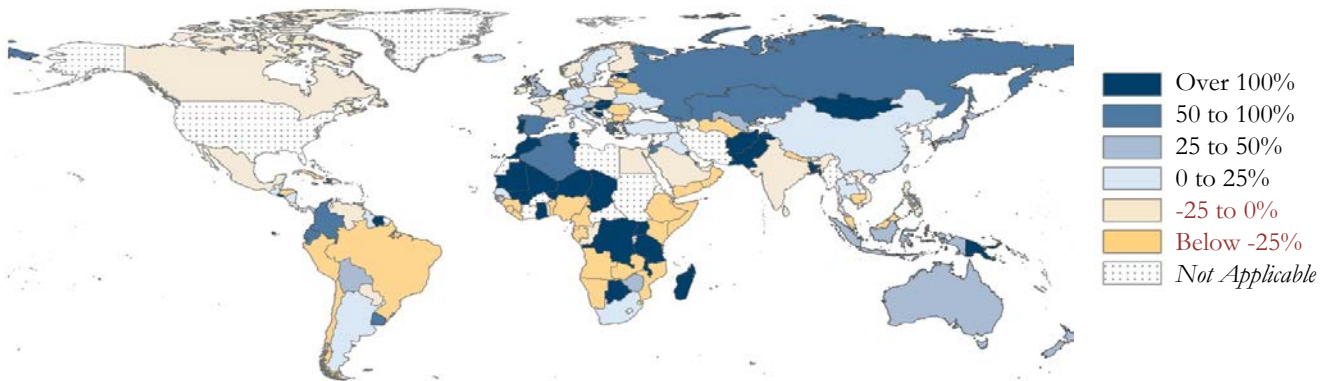 Over 100%
50 to 100%
25 to 50%
0 to 25%
-25 to 0%
Below -25%
Not Applicable